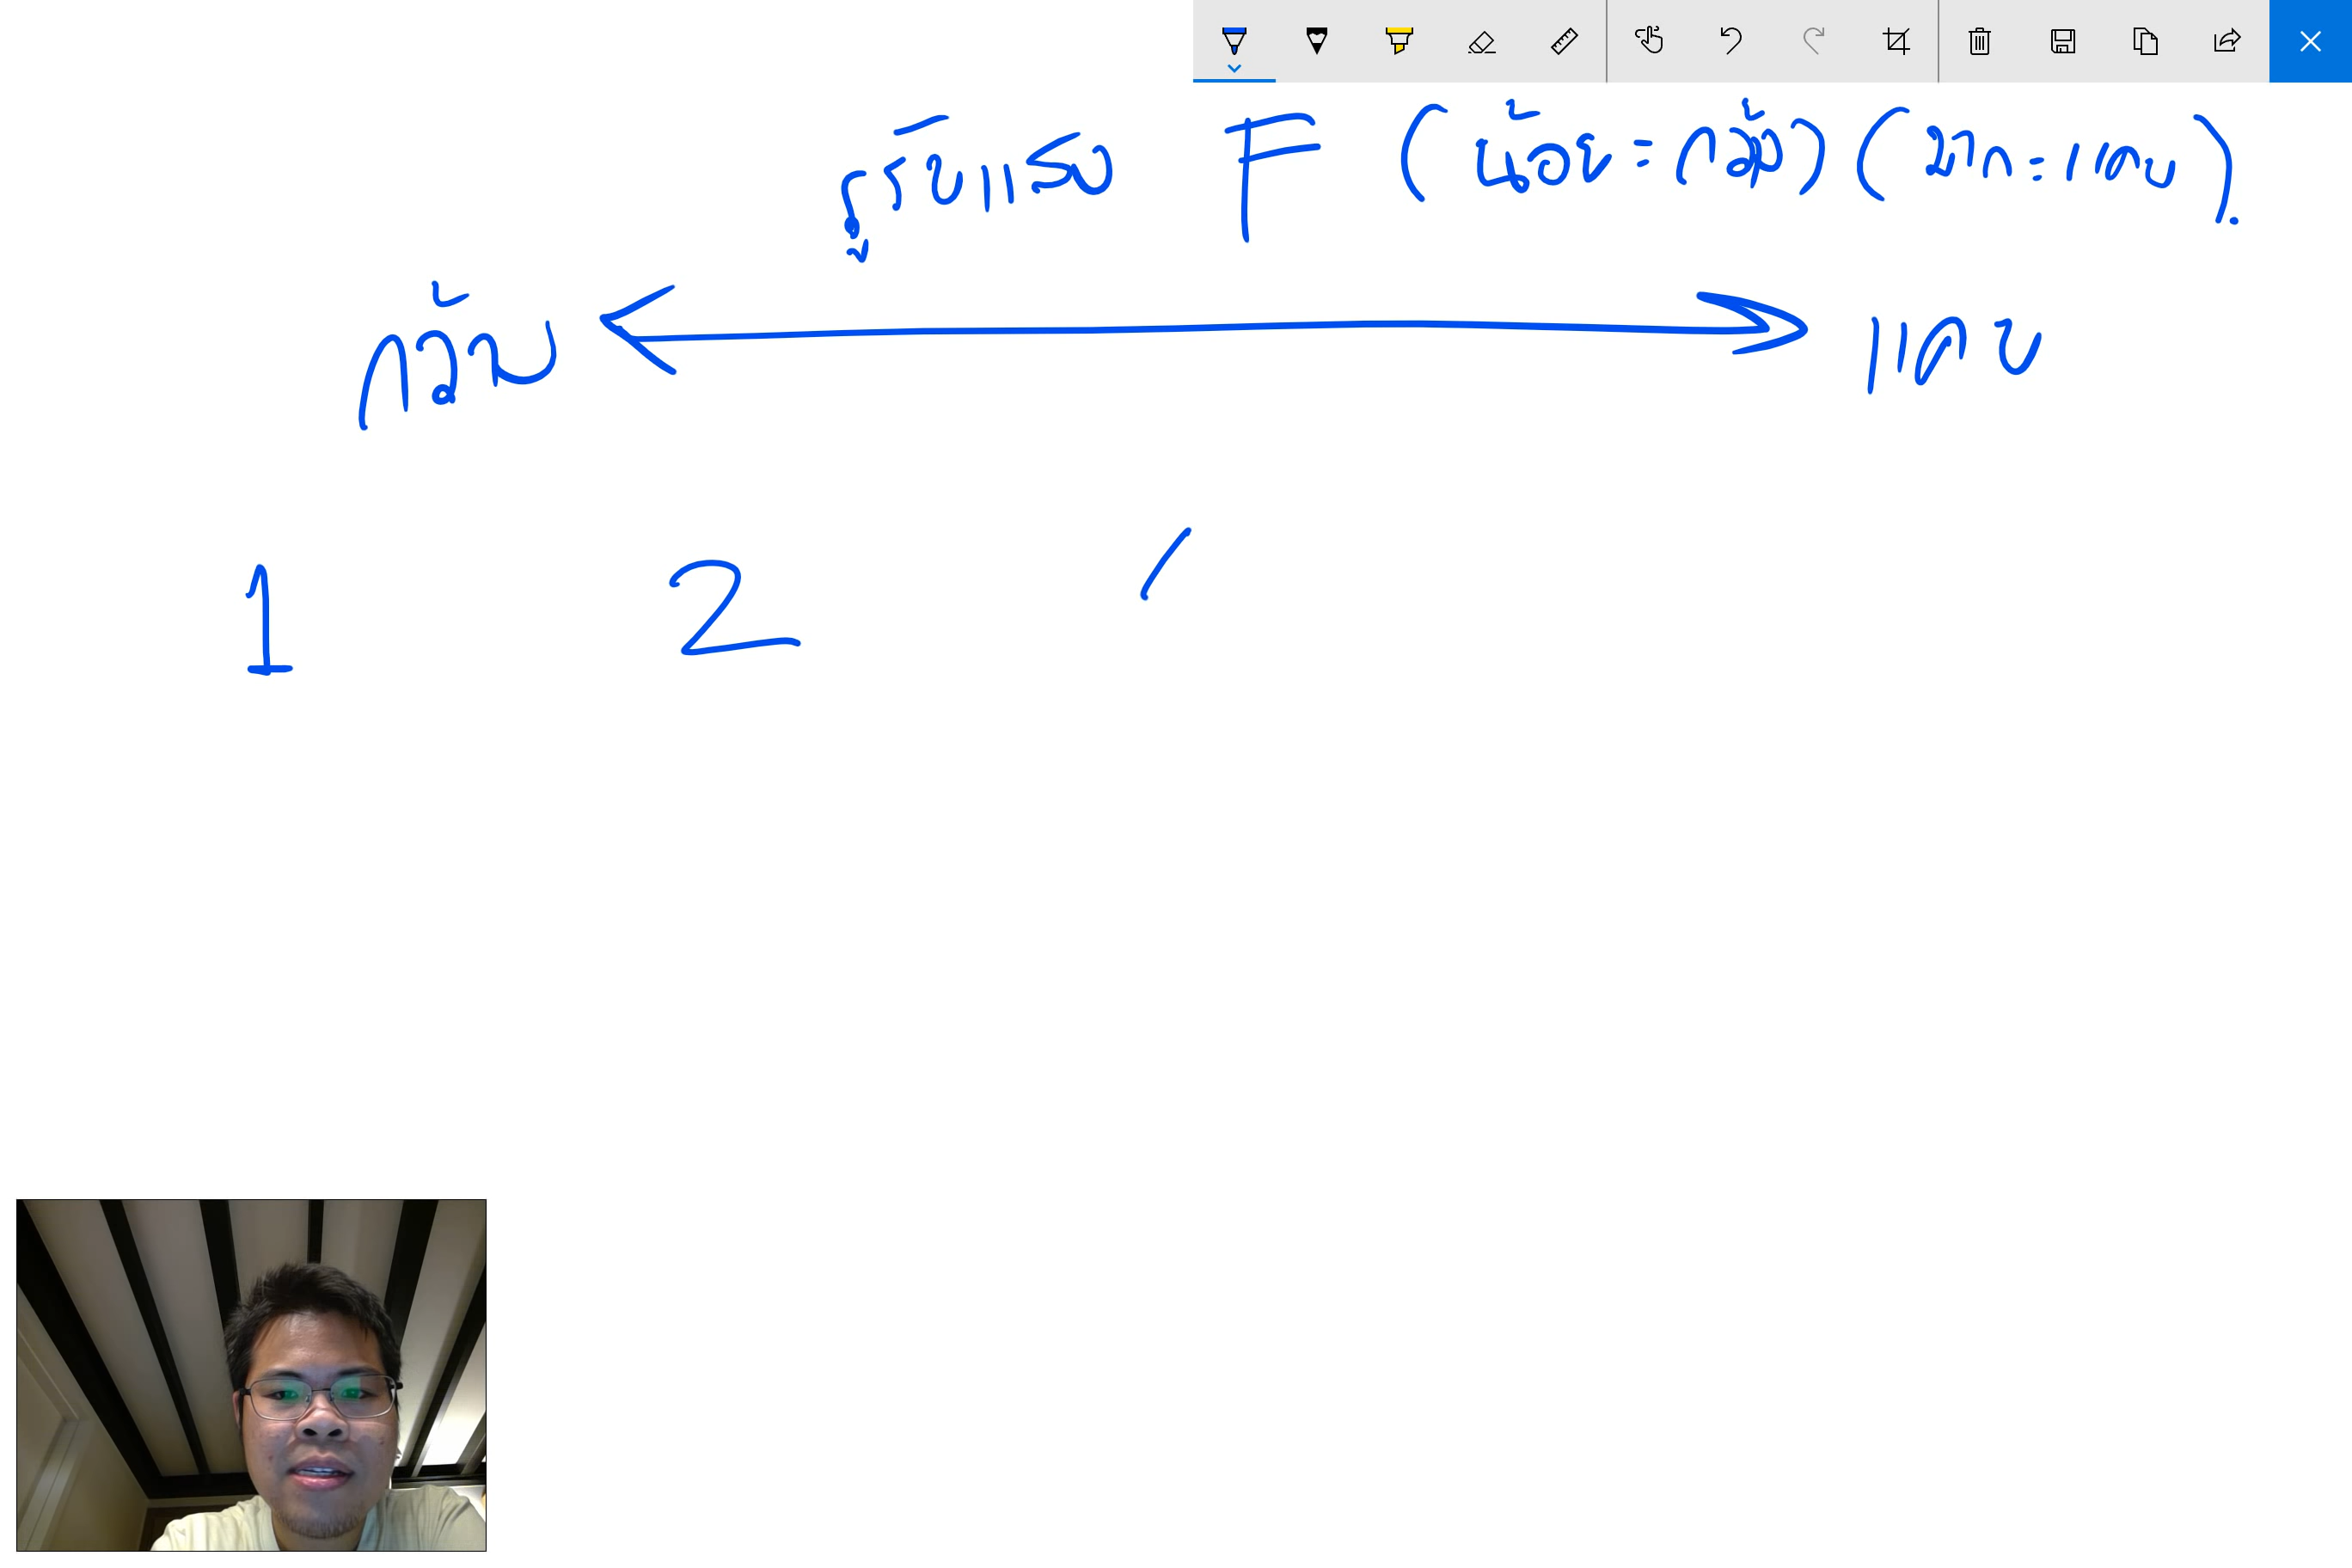 รูรับแสง F (น้อย=กว้าง)(มาก=แคบ).
กว้าง แคบ
1 2